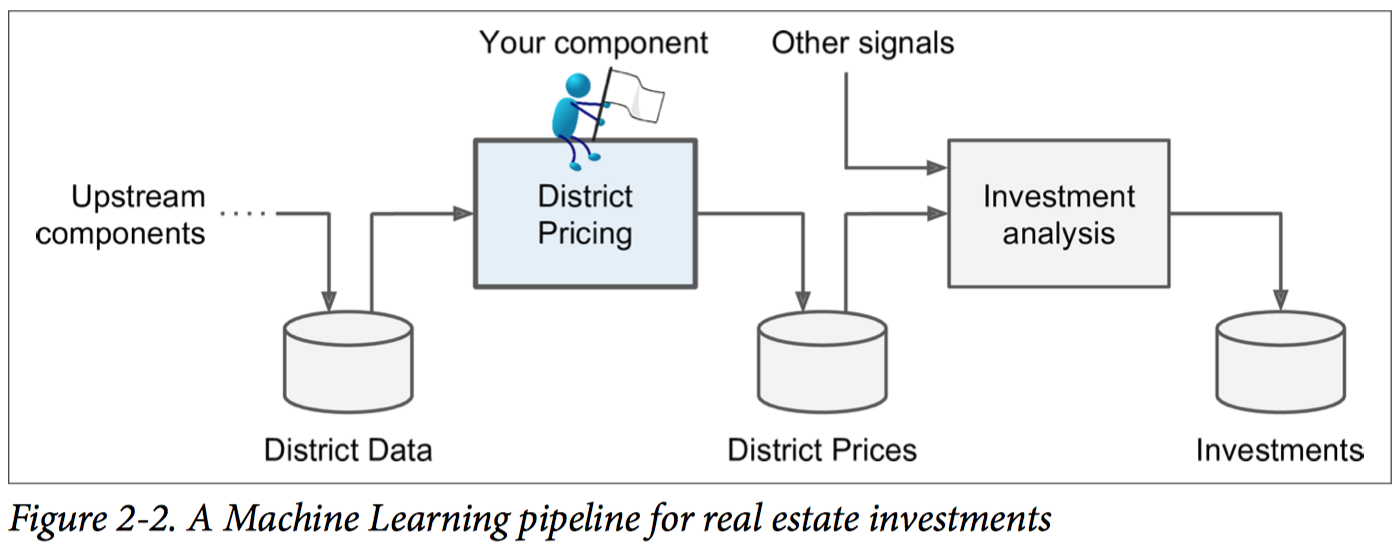 Your component
Other signals
Upstream
components
District
Pricing
Investment
analysis
District Data
District Prices
Investments
Figure 2-2. A Machine Learning pipeline for real estate investments